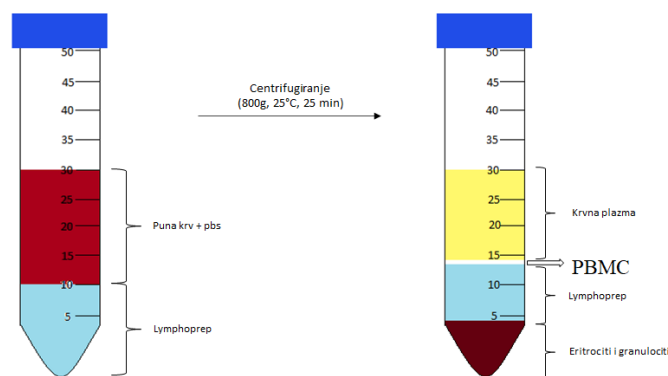 50
45
40
35
30
25
20
15
10
5
Puna krv + pbs
Lymphoprep
Centrifugiranje
(800g, 25°C, 25 min)
50
45
40
35
30
25
20
15
10
5
Krvna plazma
PBMC
Lymphoprep
Eritrociti i granulociti